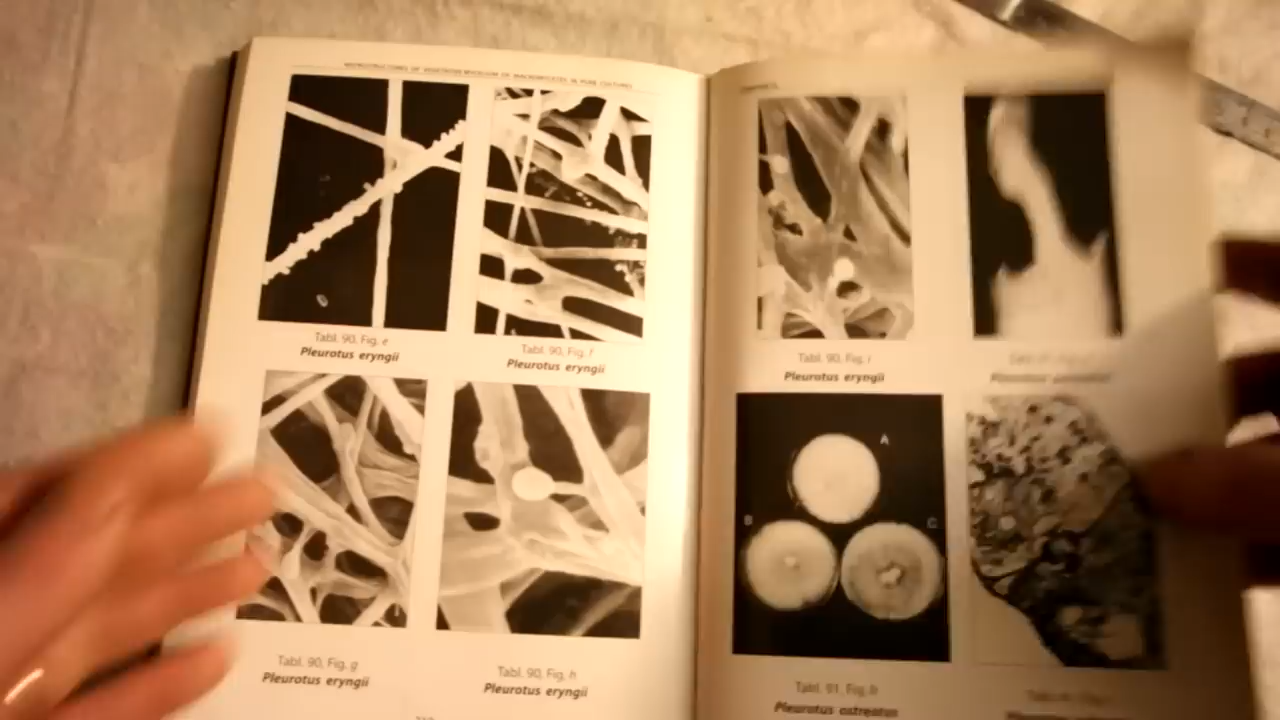 MICROSTRUCTURES OF VEGETATIVE MYCELIUM OF MACROMYCETES IN PURE CULTURES
Tabl. 90, Fig. e
Pleurotus eryngii
Tabl. 90, Fig. f
Pleurotus eryngii
Tabl. 90, Fig. g
Pleurotus eryngii
Tabl. 90, Fig. h
Pleurotus eryngii
Tabl. 90, Fig. i
Pleurotus eryngii
A
B
C
Tabl. 91, Fig. b
Pleurotus ostreatus